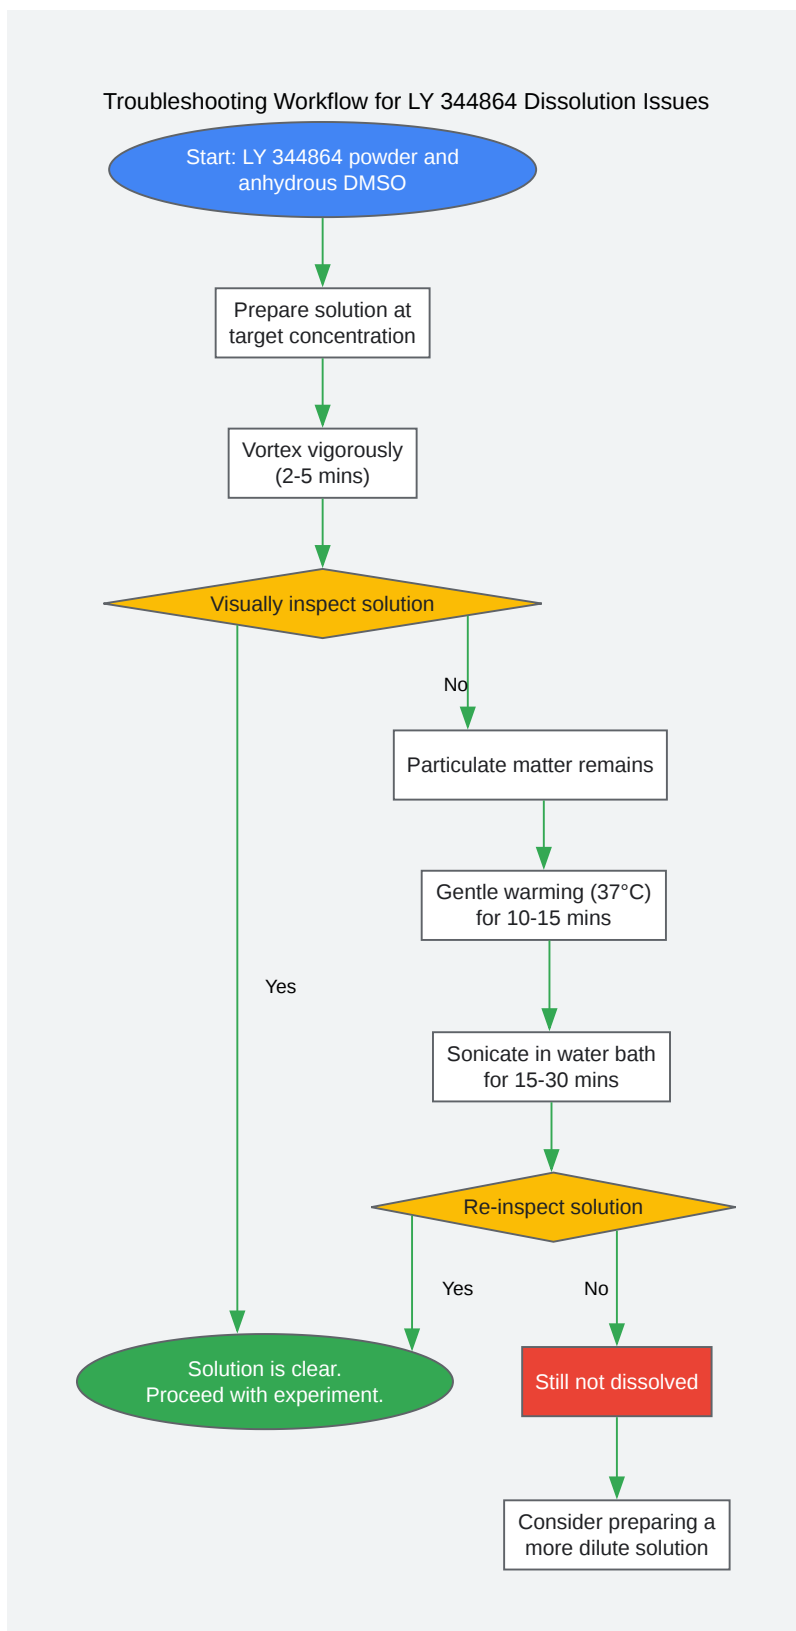 Troubleshooting Workflow for LY 344864 Dissolution Issues
Start: LY 344864 powder and
anhydrous DMSO
Prepare solution at
target concentration
Vortex vigorously
(2-5 mins)
Visually inspect solution
No
Particulate matter remains
Gentle warming (37°C)
for 10-15 mins
Yes
Sonicate in water bath
for 15-30 mins
Re-inspect solution
Yes
No
Solution is clear.
Proceed with experiment.
Still not dissolved
Consider preparing a
more dilute solution